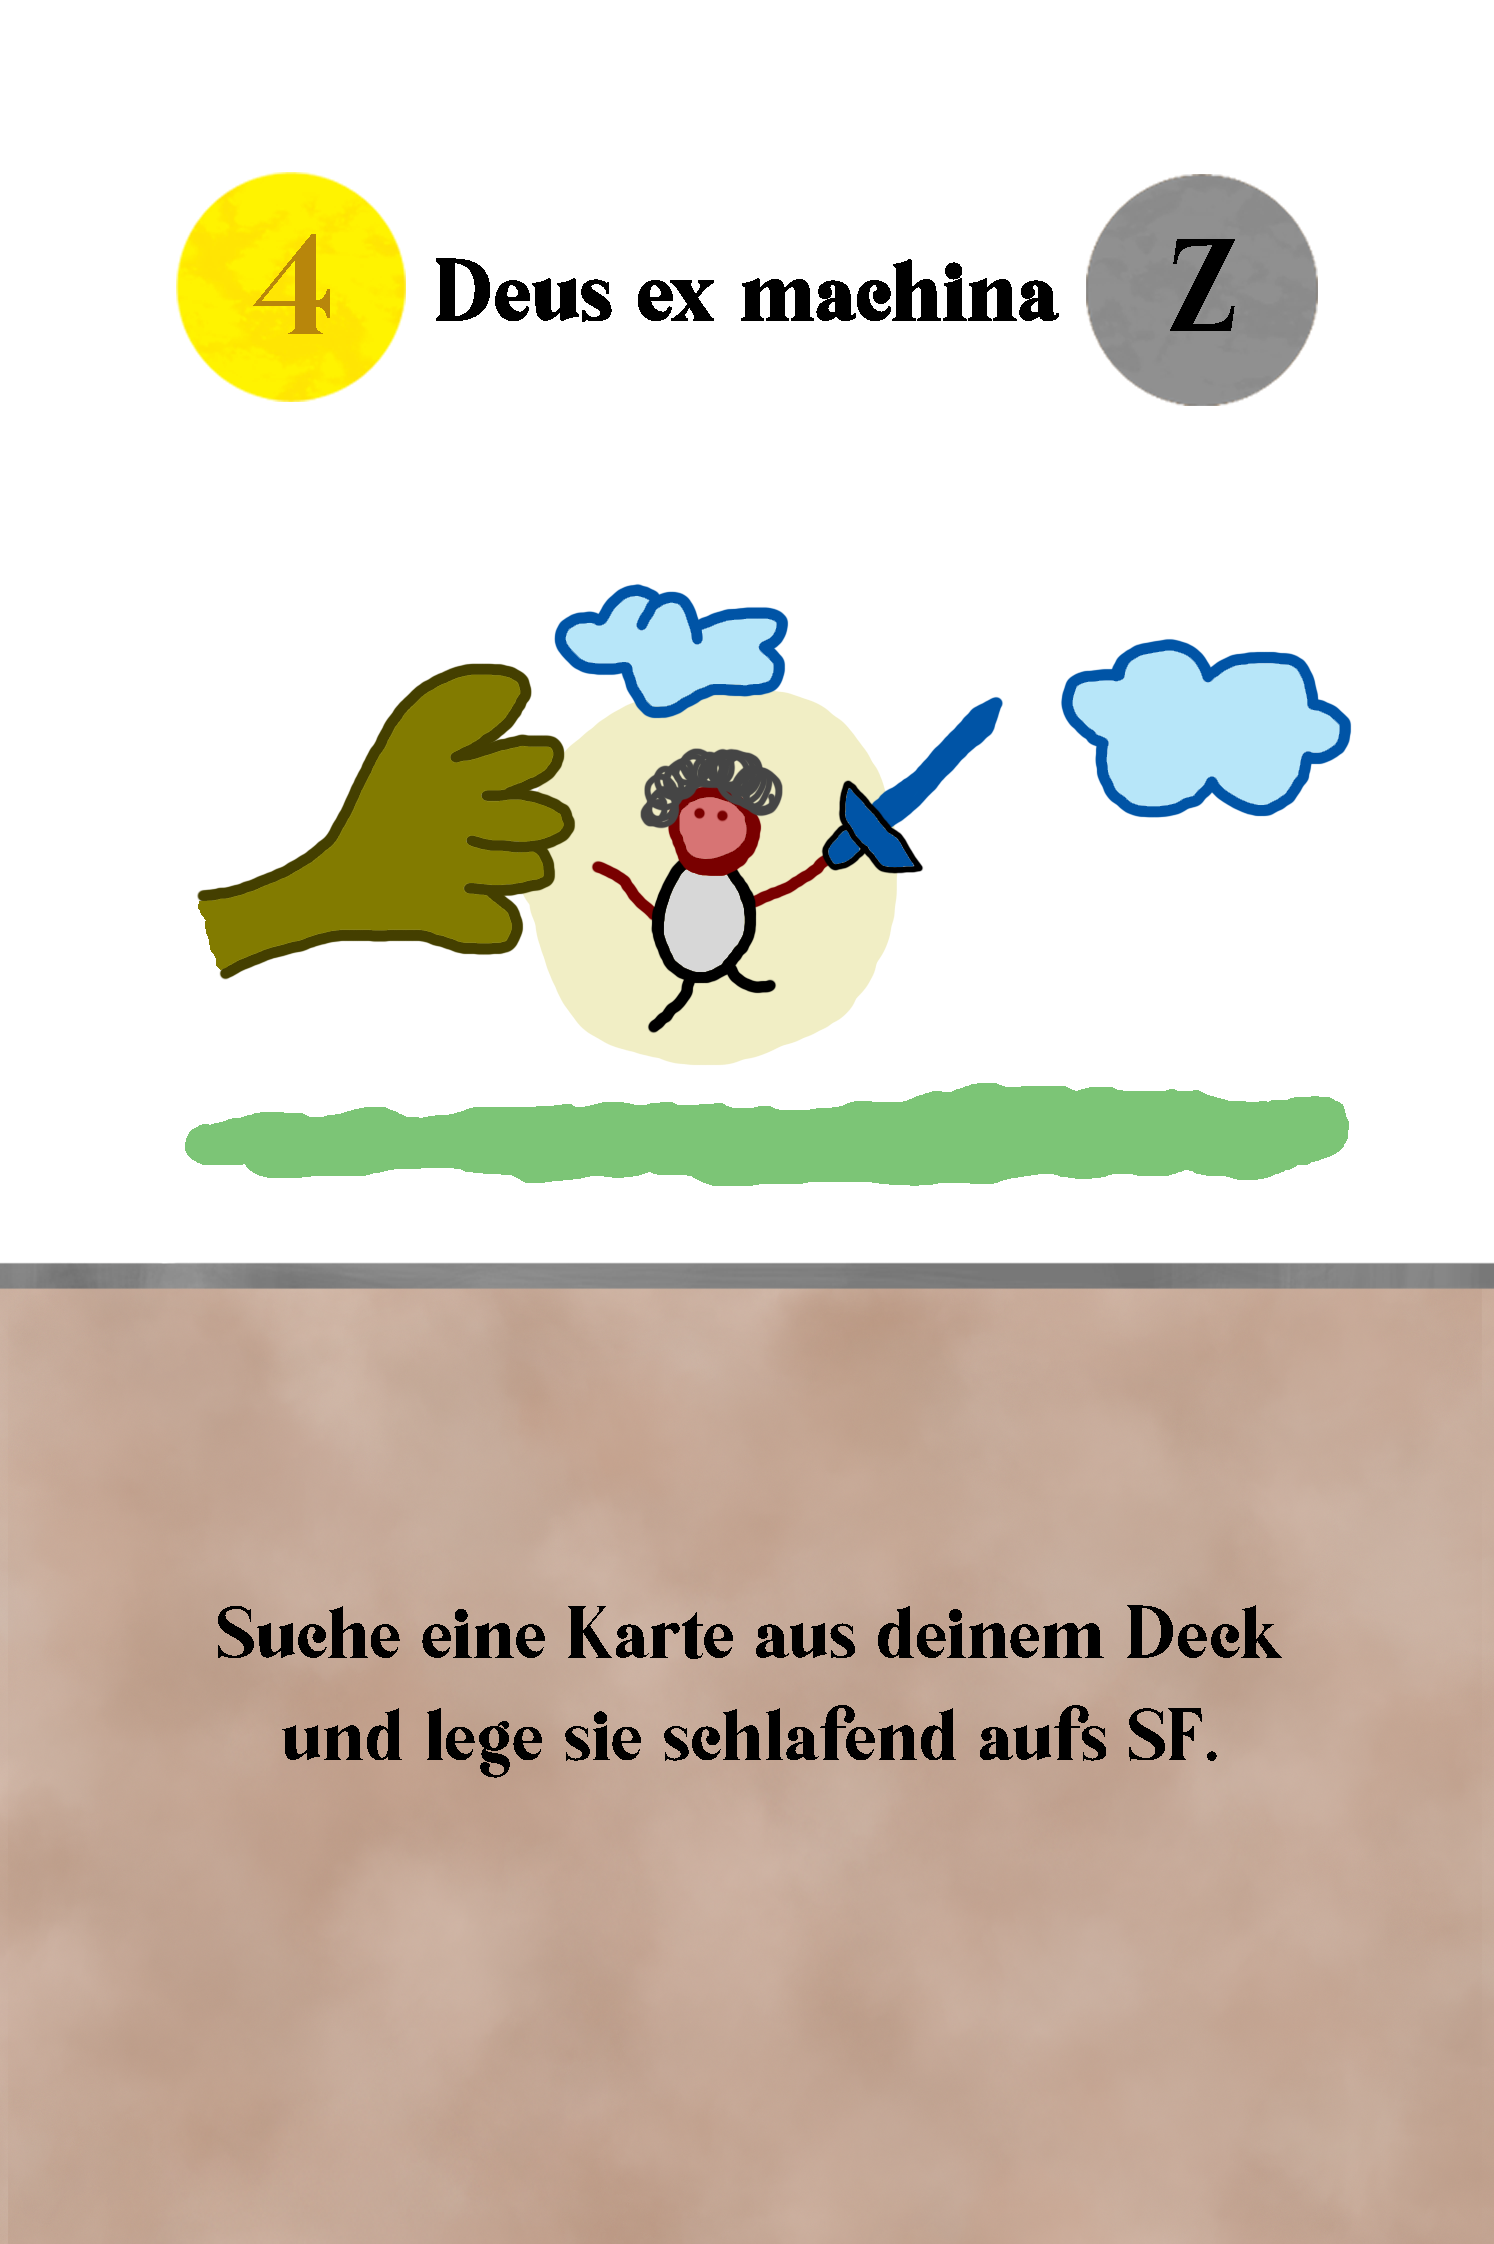 4 Deus ex machina Z
Suche eine Karte aus deinem Deck
und lege sie schlafend aufs SF.